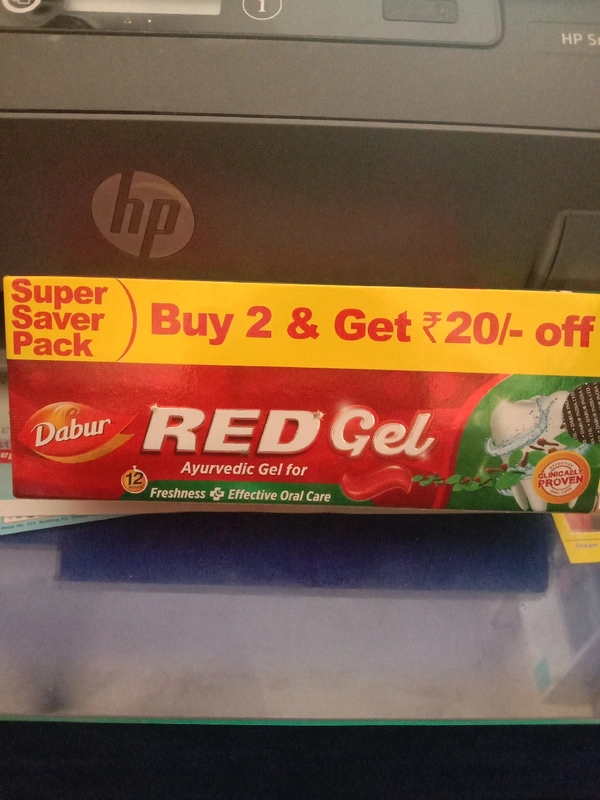 HP
hp
Super
Saver
Pack
Buy 2 & Get ₹20/- off
Dabur
RED Gel
Ayurvedic Gel for
12
Freshness & Effective Oral Care
CLINICALLY
PROVEN